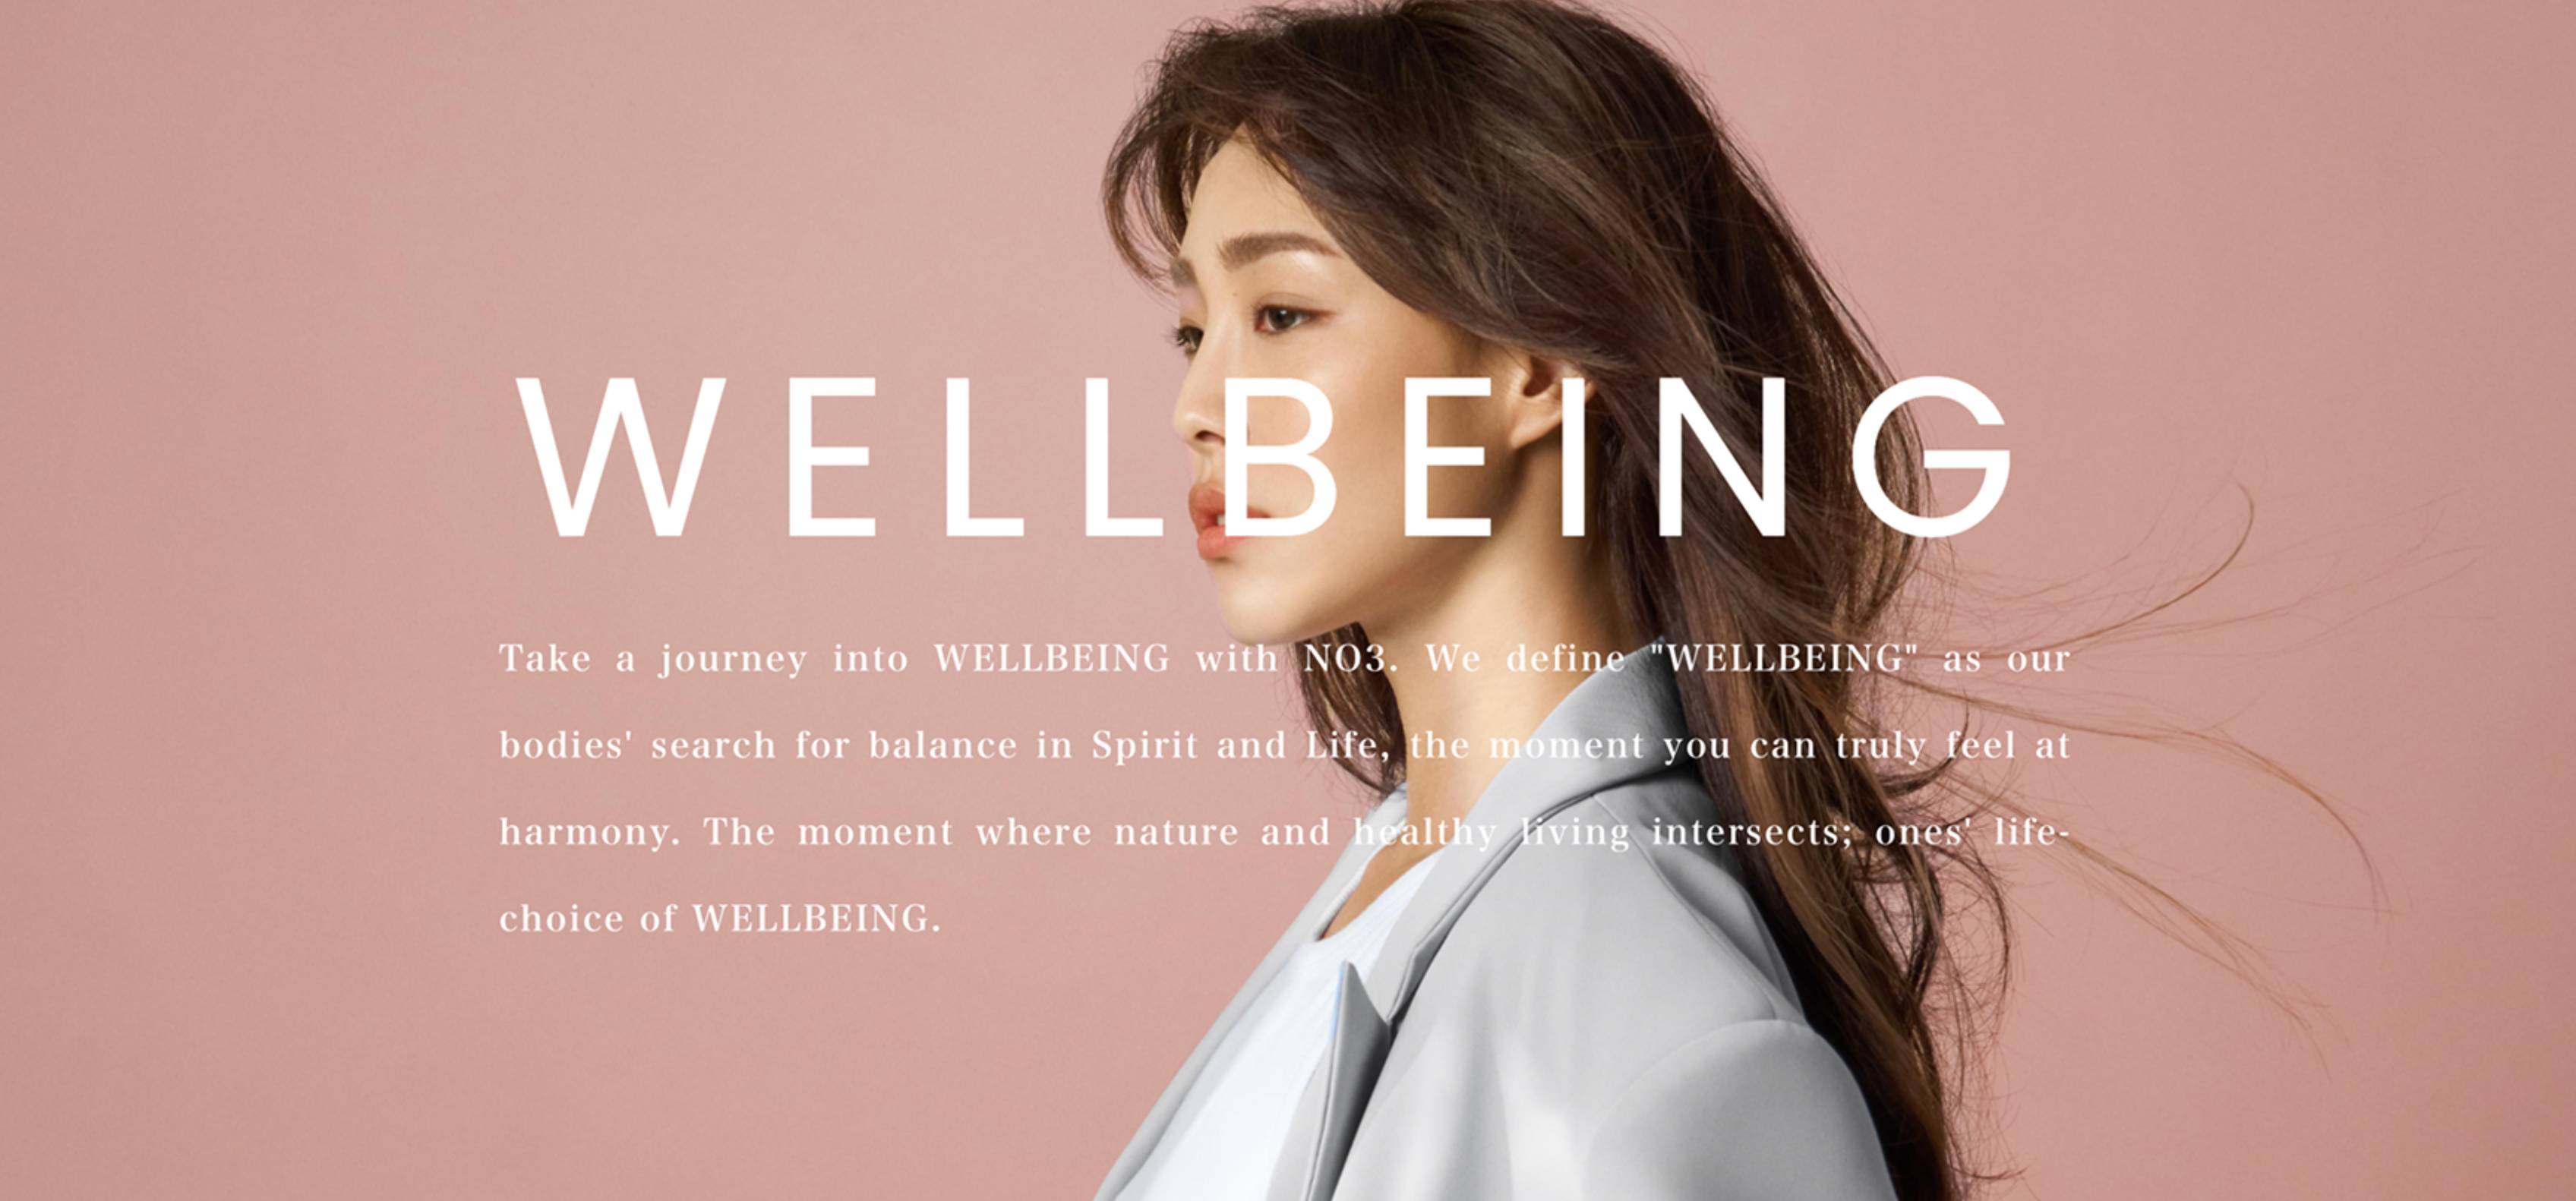 WELLBEING
Take a journey into WELLBEING with NO3. We define "WELLBEING" as our
bodies' search for balance in Spirit and Life, the moment you can truly feel at
harmony. The moment where nature and healthy living intersects; ones' life-
choice of WELLBEING.